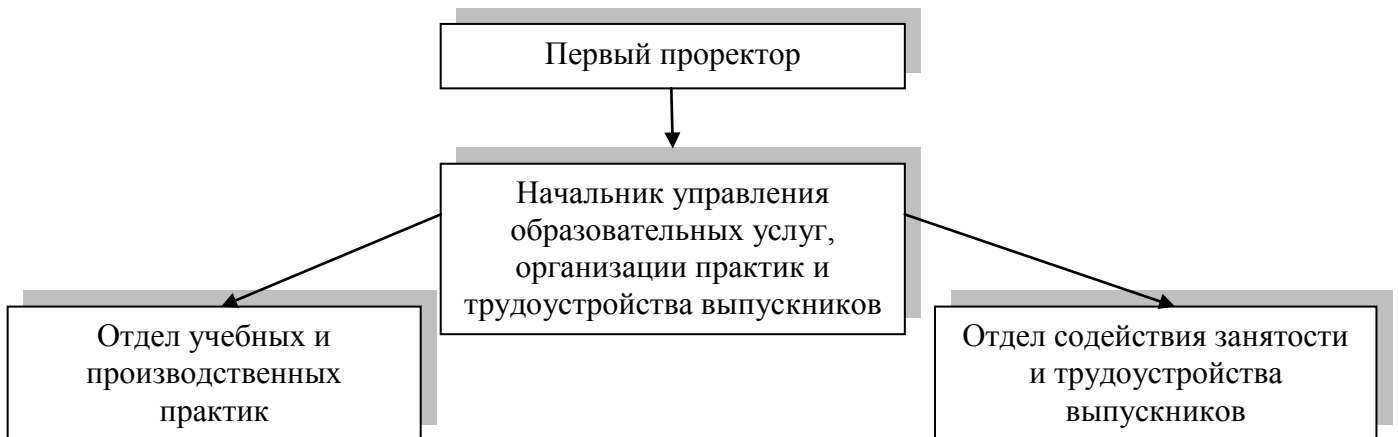 Первый проректор
Начальник управления
образовательных услуг,
организации практик и
трудоустройства выпускников
Отдел учебных и
производственных
практик
Отдел содействия занятости
и трудоустройства
выпускников